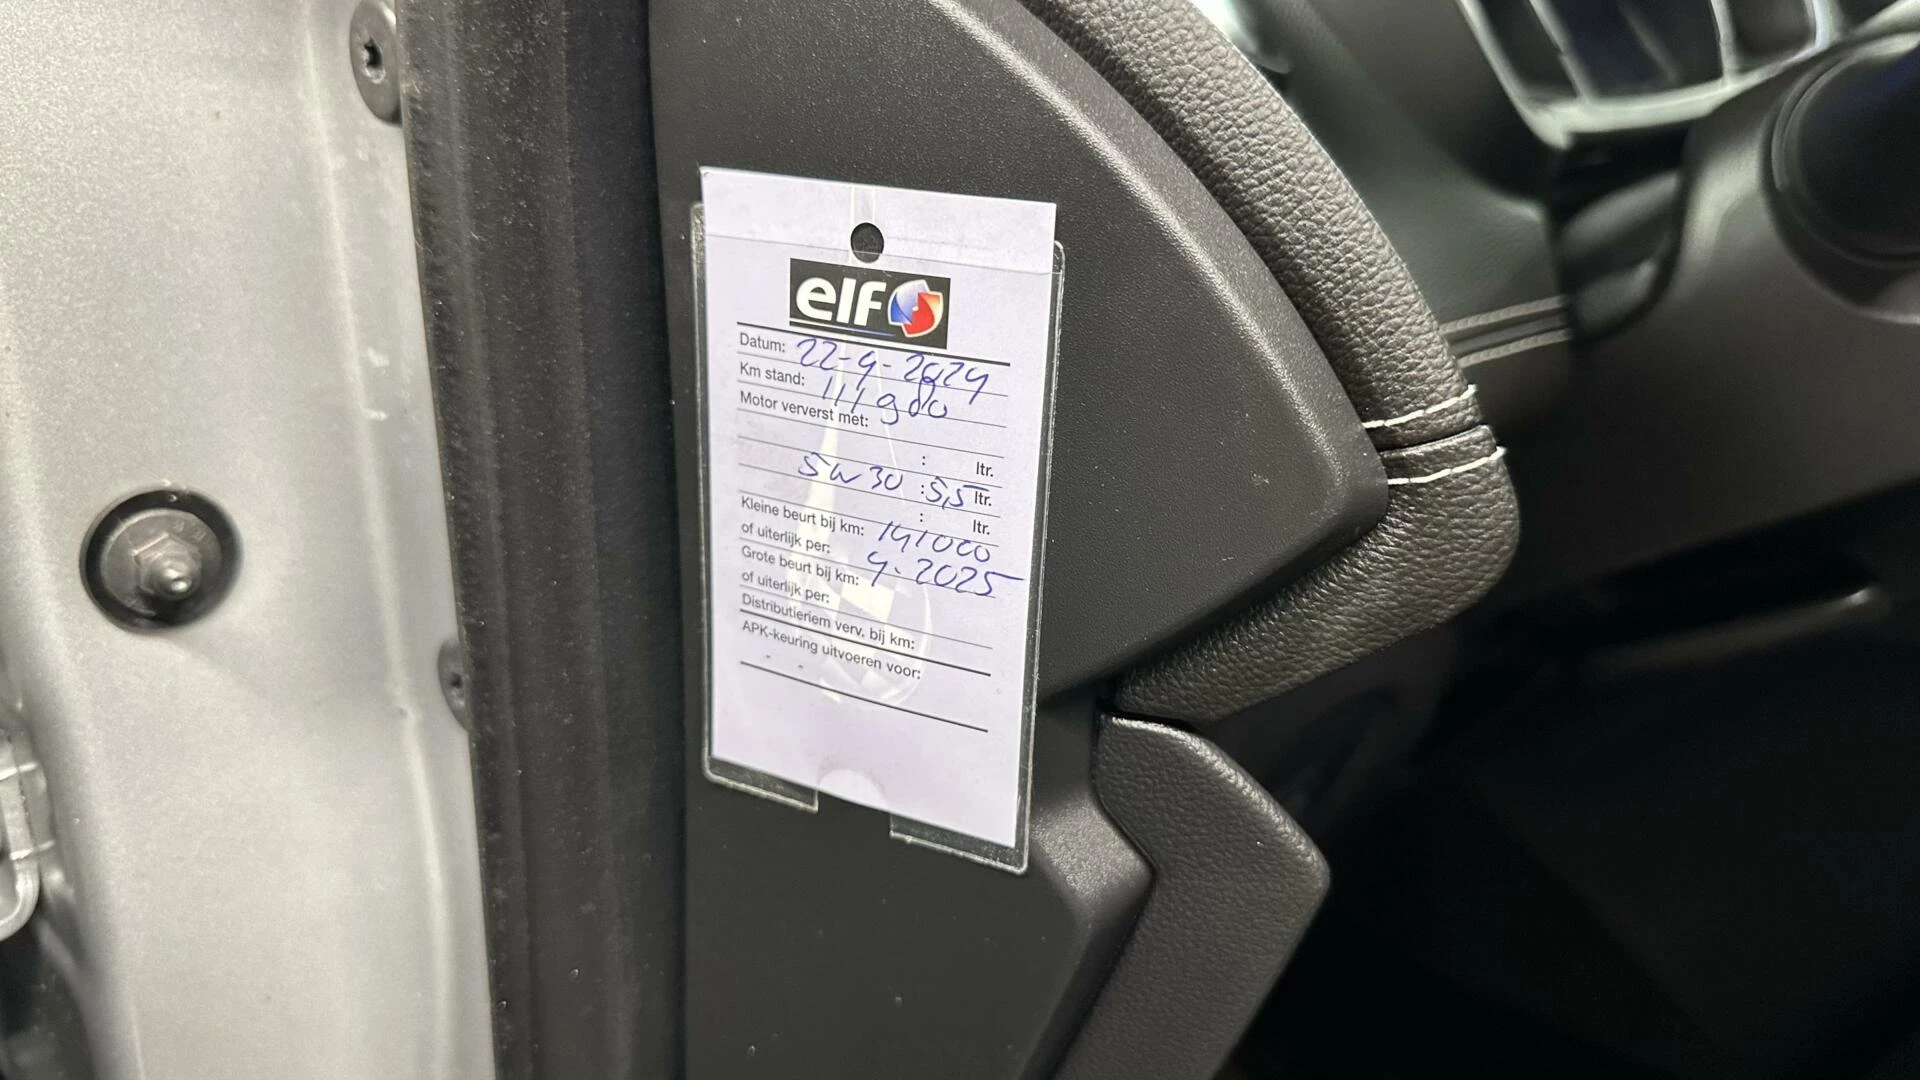 elf
Datum: 22-4-2024
Km stand: 111900
Motor ververst met:
: ltr.
5w30 : 5,5 ltr.
: ltr.
Kleine beurt bij km: 141000
of uiterlijk per: 4-2025
Grote beurt bij km:
of uiterlijk per:
Distributieriem verv. bij km:
APK-keuring uitvoeren voor:
- -